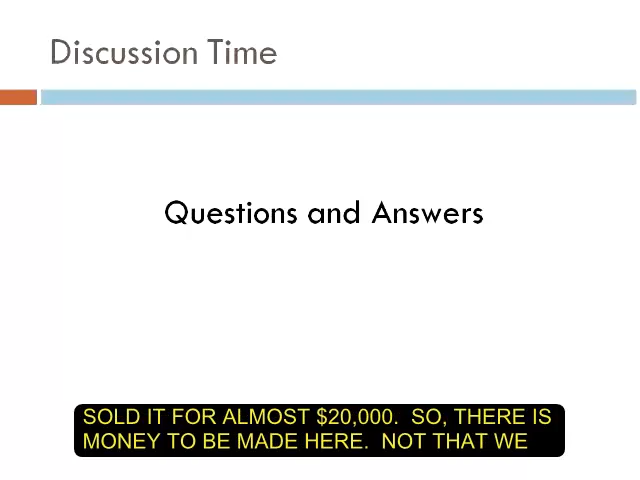 Discussion Time
Questions and Answers
SOLD IT FOR ALMOST $20,000.  SO, THERE IS
MONEY TO BE MADE HERE.  NOT THAT WE